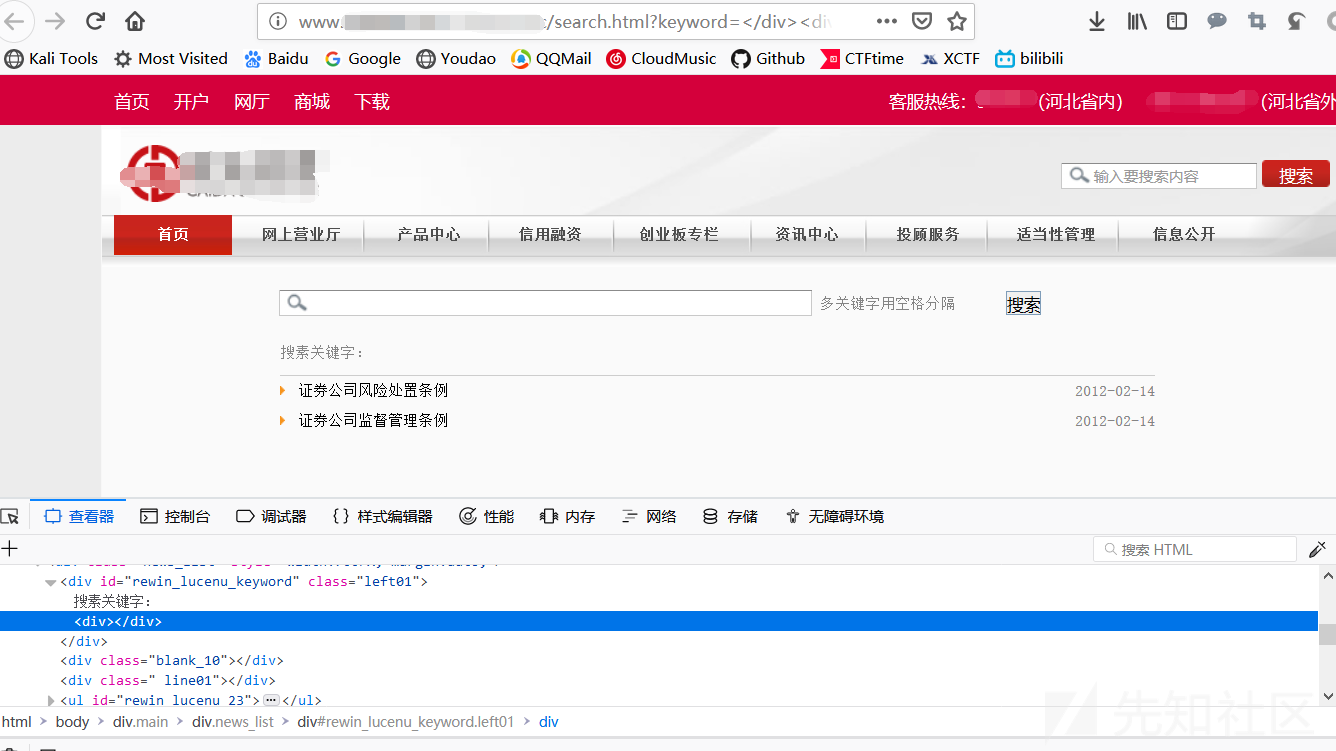 www. /search.html?keyword=</div><di
Kali Tools Most Visited Baidu Google Youdao QQMail CloudMusic Github CTFtime XCTF bilibili
首页 开户 网厅 商城 下载 客服热线: (河北省内) (河北省外
输入要搜索内容 搜索
首页 网上营业厅 产品中心 信用融资 创业板专栏 资讯中心 投顾服务 适当性管理 信息公开
多关键字用空格分隔 搜索
搜素关键字:
证券公司风险处置条例 2012-02-14
证券公司监督管理条例 2012-02-14
查看器 控制台 调试器 {} 样式编辑器 性能 内存 网络 存储 无障碍环境
搜索 HTML
<div id="rewin_lucenu_keyword" class="left01">
搜素关键字:
<div></div>
</div>
<div class="blank_10"></div>
<div class=" line01"></div>
<ul id="rewin_lucenu_23"> ••• </ul>
html > body > div.main > div.news_list > div#rewin_lucenu_keyword.left01 > div
先知社区